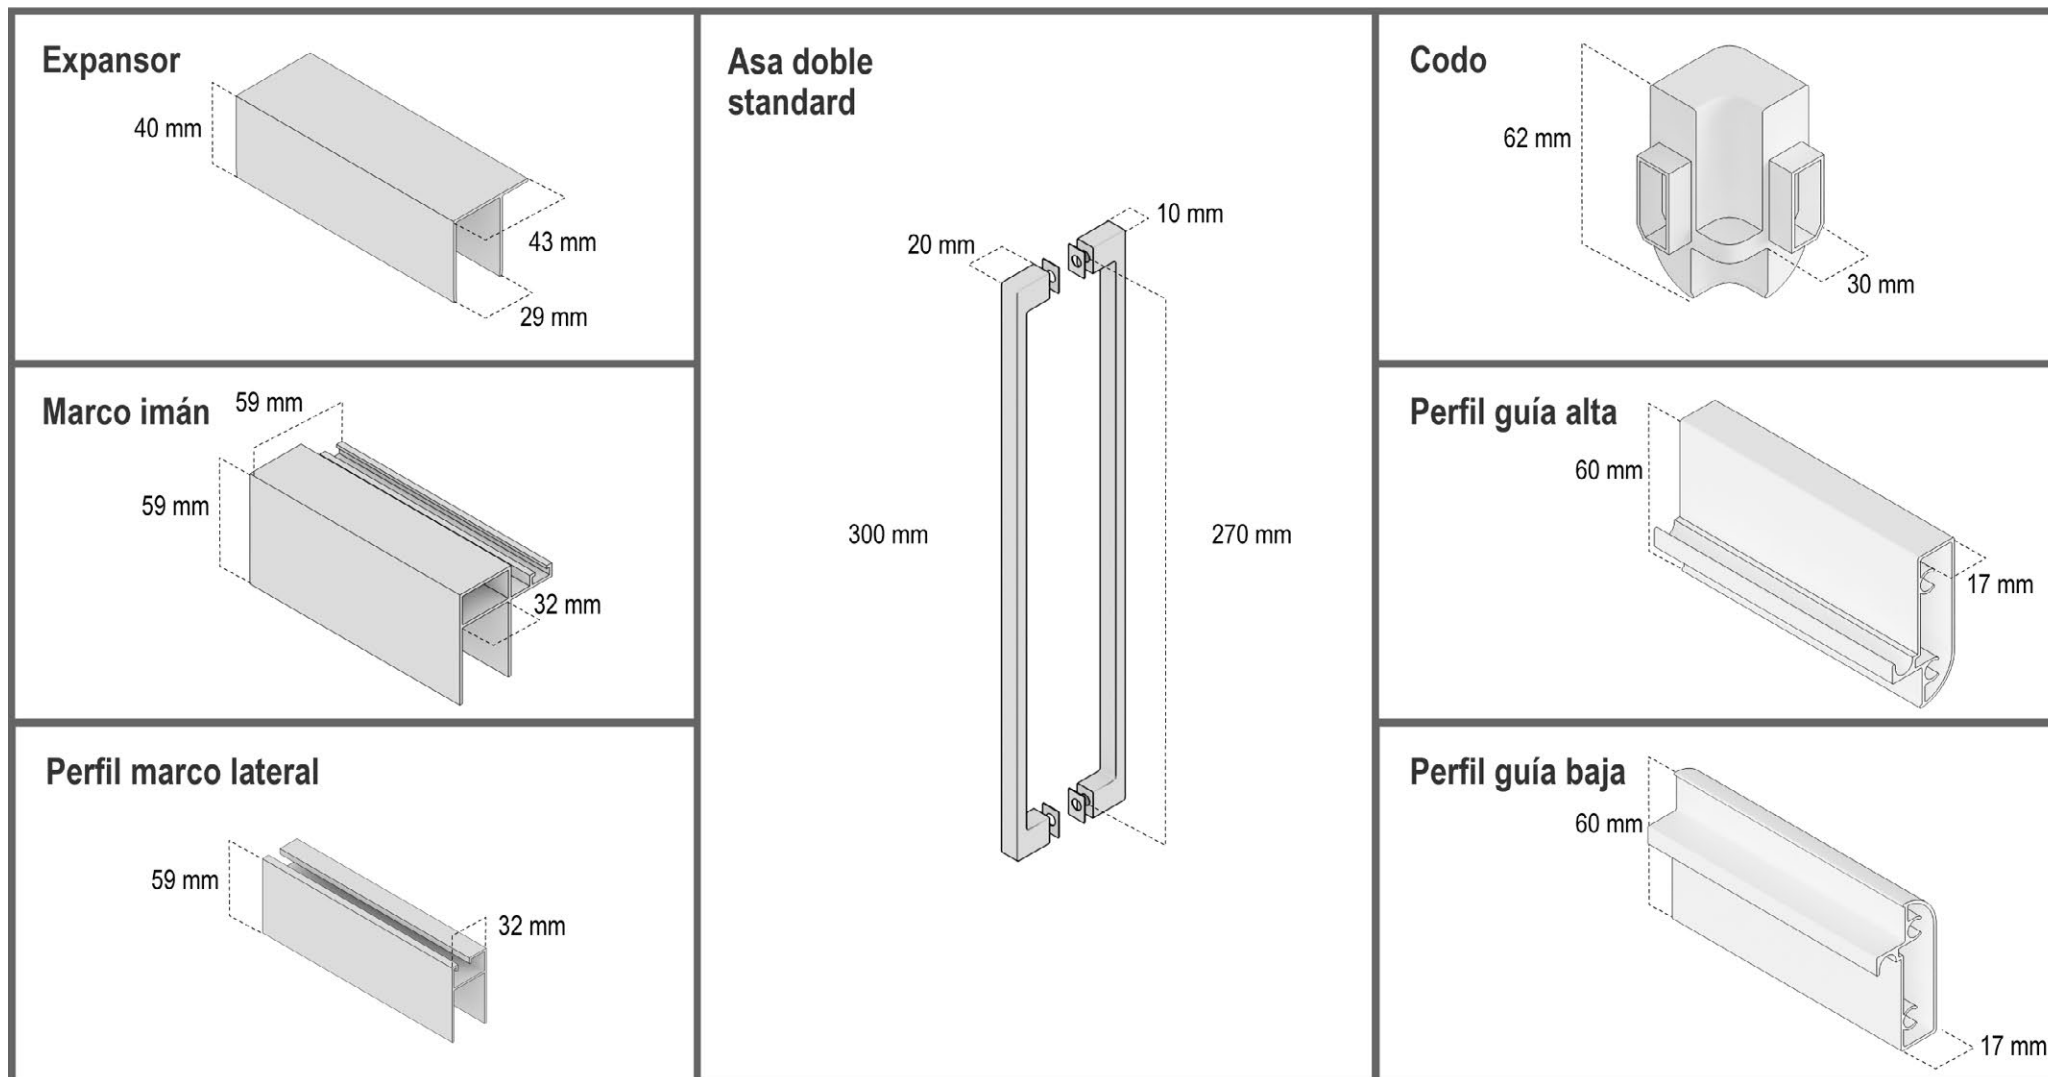 Expansor
40 mm
43 mm
29 mm
Marco imán
59 mm
59 mm
32 mm
Perfil marco lateral
59 mm
32 mm
Asa doble
standard
10 mm
20 mm
300 mm
270 mm
Codo
62 mm
30 mm
Perfil guía alta
60 mm
17 mm
Perfil guía baja
60 mm
17 mm